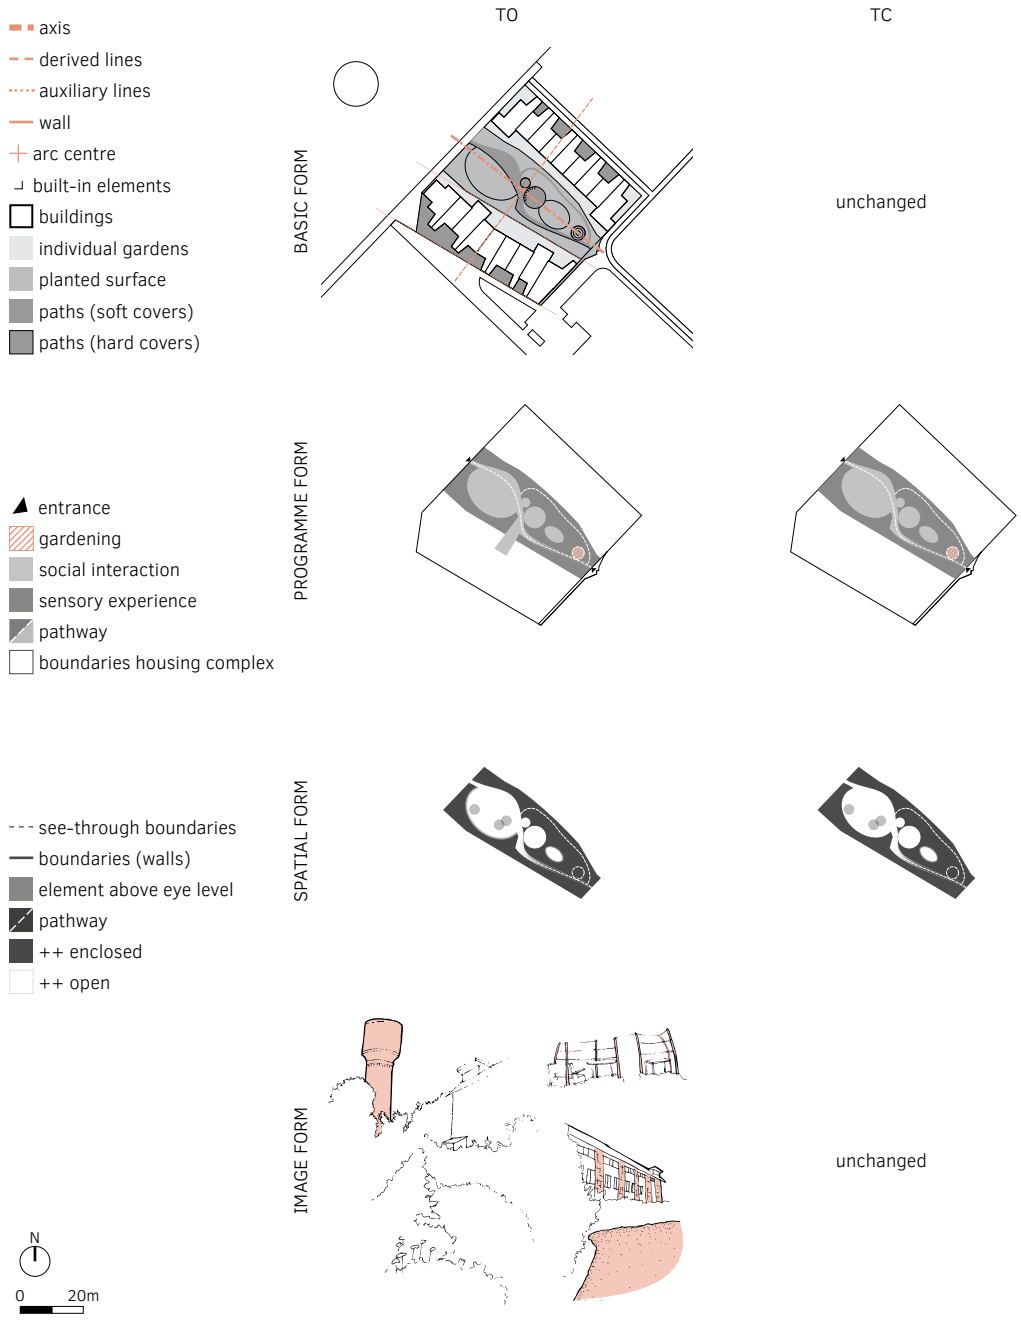 TO
TC
axis
derived lines
auxiliary lines
wall
arc centre
built-in elements
buildings
individual gardens
planted surface
paths (soft covers)
paths (hard covers)
BASIC FORM
unchanged
entrance
gardening
social interaction
sensory experience
pathway
boundaries housing complex
PROGRAMME FORM
see-through boundaries
boundaries (walls)
element above eye level
pathway
++ enclosed
++ open
SPATIAL FORM
IMAGE FORM
unchanged
N
0 20m